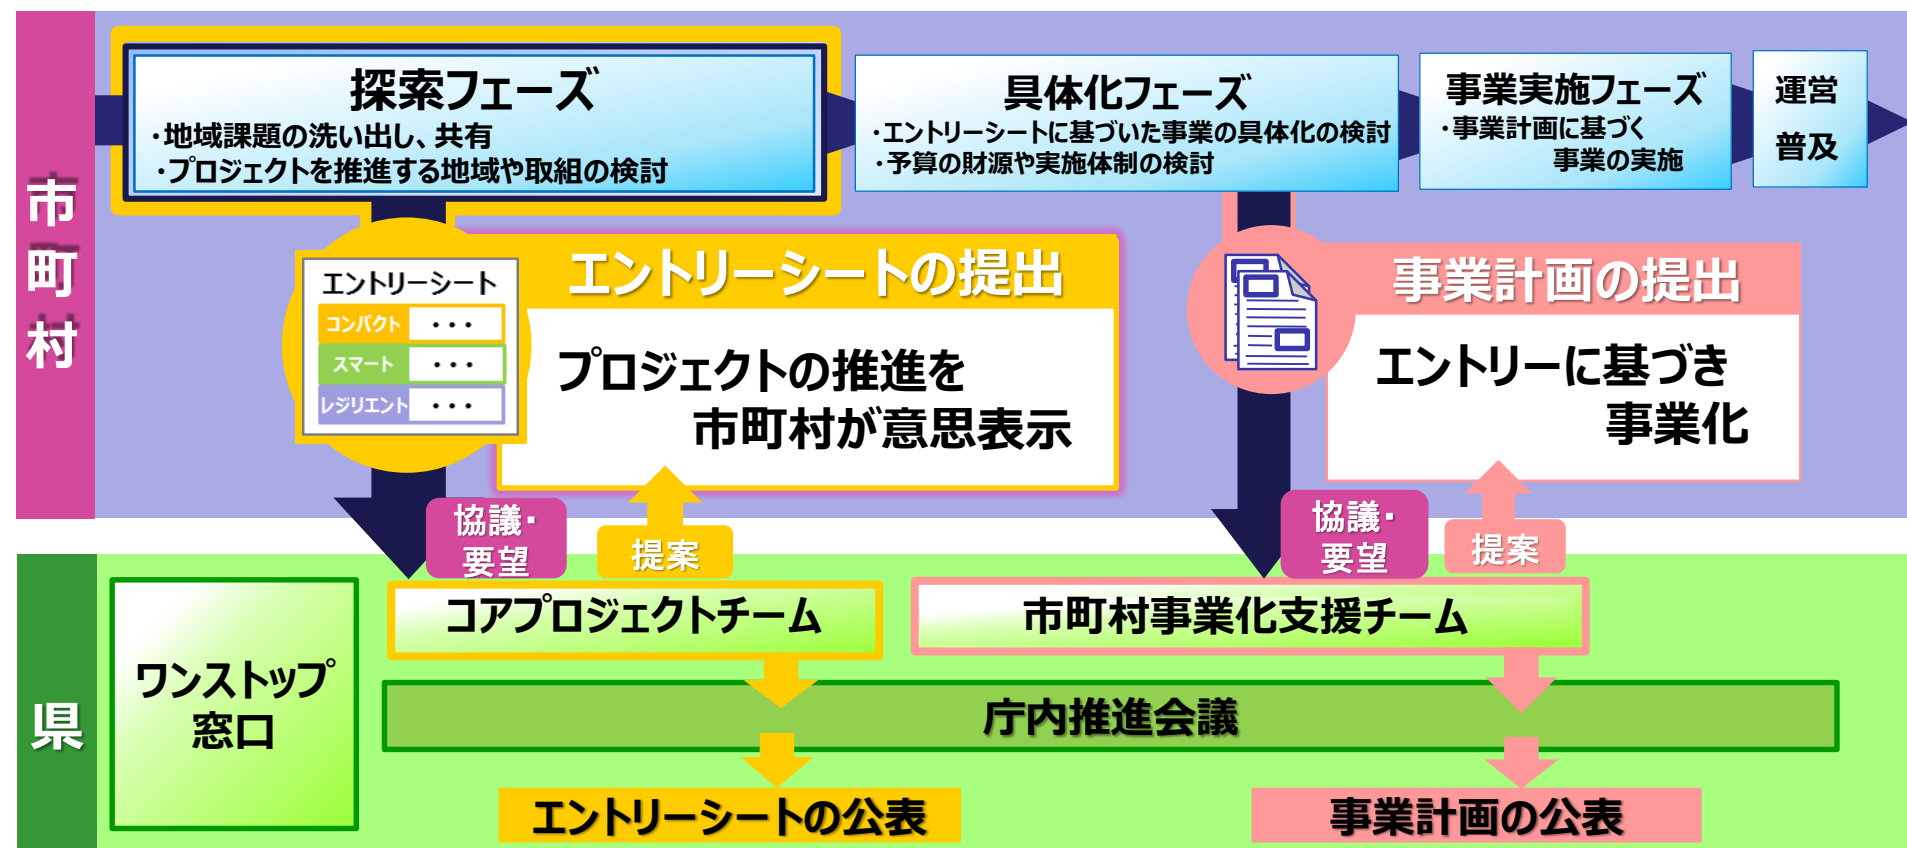 市町村
探索フェーズ
・地域課題の洗い出し、共有
・プロジェクトを推進する地域や取組の検討
具体化フェーズ
・エントリーシートに基づいた事業の具体化の検討
・予算の財源や実施体制の検討
事業実施フェーズ
・事業計画に基づく
事業の実施
運営
普及
エントリーシート
コンパクト ・・・
スマート ・・・
レジリエント ・・・
エントリーシートの提出
プロジェクトの推進を
市町村が意思表示
事業計画の提出
エントリーに基づき
事業化
協議・
要望
提案
協議・
要望
提案
県
ワンストップ
窓口
コアプロジェクトチーム
市町村事業化支援チーム
庁内推進会議
エントリーシートの公表
事業計画の公表